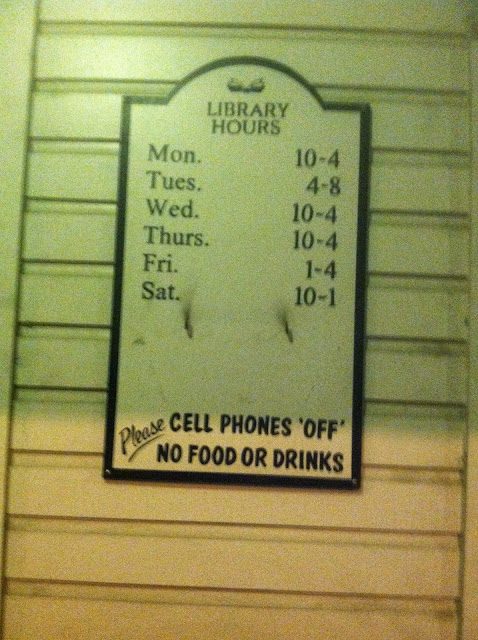 LIBRARY
HOURS
Mon. 10-4
Tues. 4-8
Wed. 10-4
Thurs. 10-4
Fri. 1-4
Sat. 10-1
Please CELL PHONES 'OFF'
NO FOOD OR DRINKS